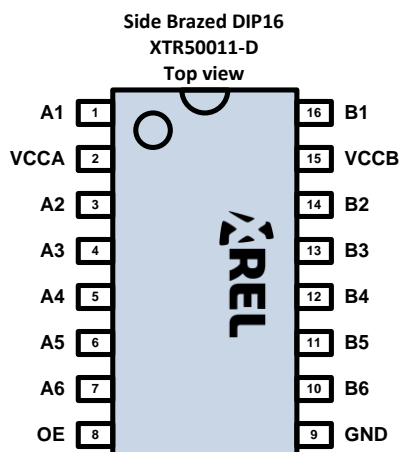 Side Brazed DIP16
XTR50011-D
Top view
A1 1 16 B1
VCCA 2 15 VCCB
A2 3 14 B2
A3 4 13 B3
A4 5 12 B4
A5 6 11 B5
A6 7 10 B6
OE 8 9 GND
XREL